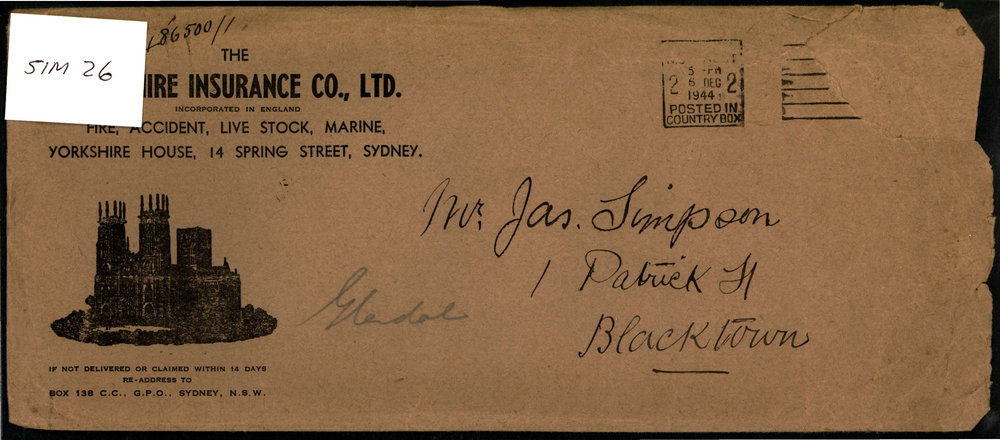 86500/1
SIM 26
THE
HIRE INSURANCE CO., LTD.
INCORPORATED IN ENGLAND
FIRE, ACCIDENT, LIVE STOCK, MARINE,
YORKSHIRE HOUSE, 14 SPRING STREET, SYDNEY.
5 - PM
2 6 DEC 2
1944
POSTED IN
COUNTRY BOX
Mr. Jas. Simpson
1 Patrick St
Blacktown
IF NOT DELIVERED OR CLAIMED WITHIN 14 DAYS
RE-ADDRESS TO
BOX 138 C.C., G.P.O., SYDNEY, N.S.W.